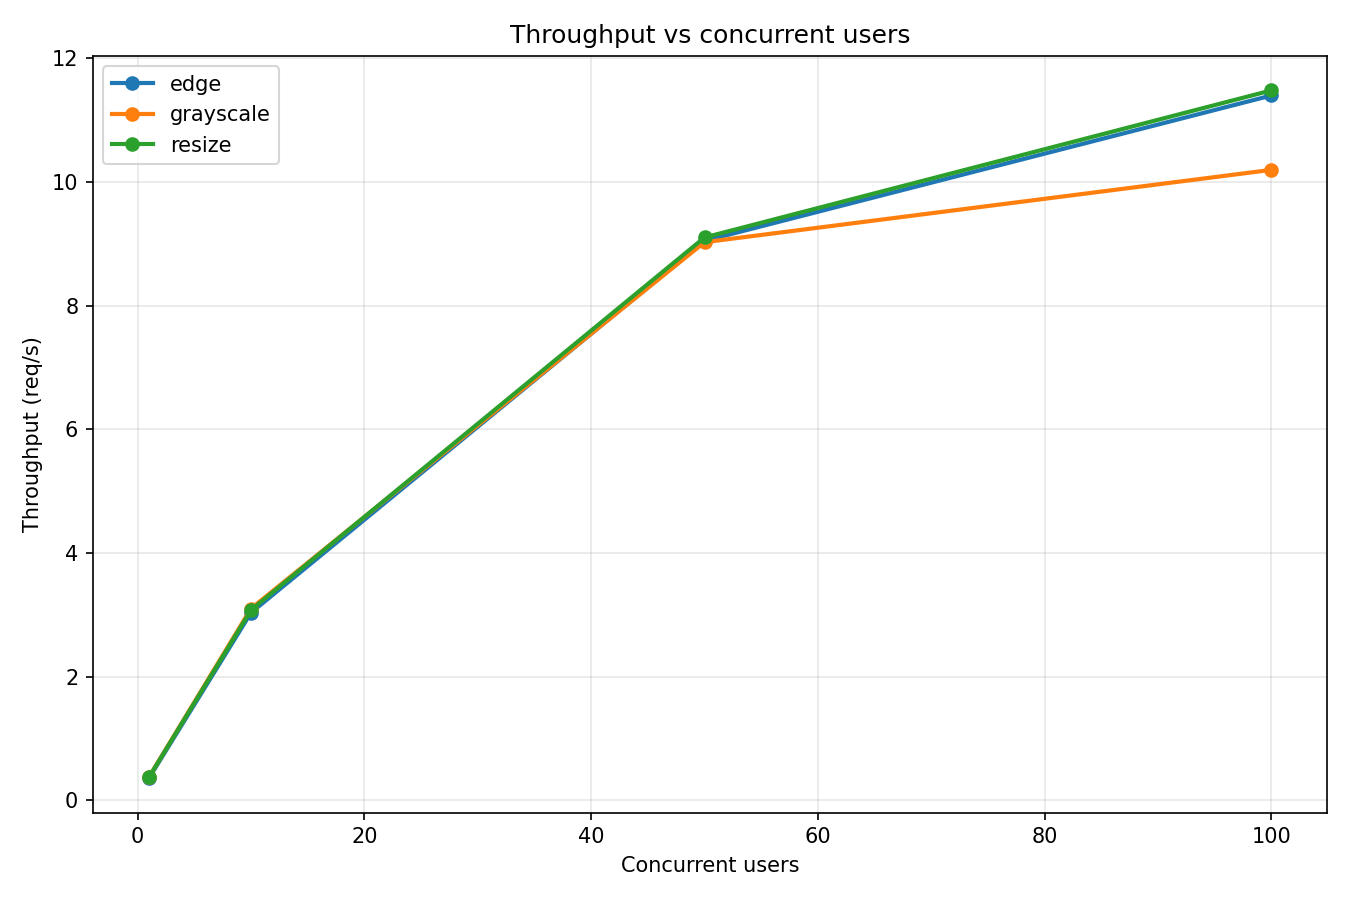 Throughput vs concurrent users
12
10
8
6
4
2
0
Throughput (req/s)
edge
grayscale
resize
0 20 40 60 80 100
Concurrent users